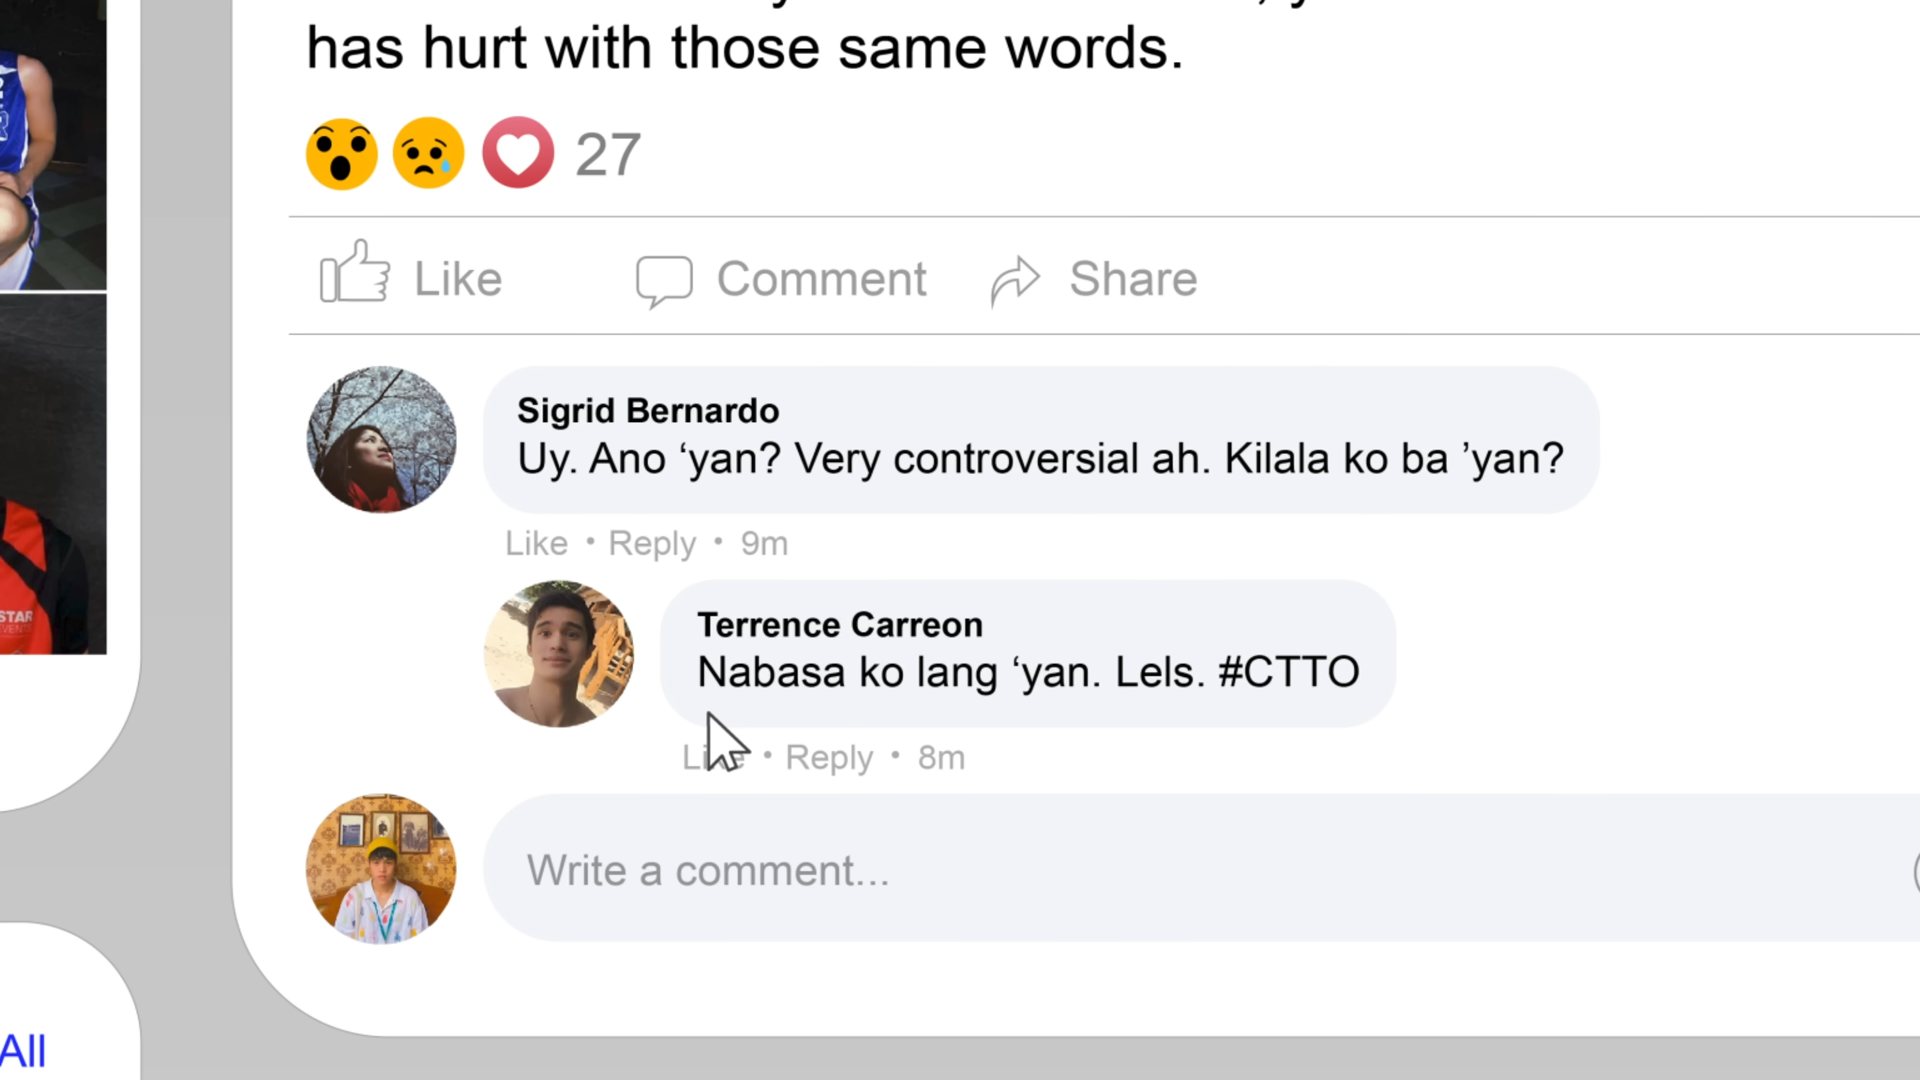 has hurt with those same words.
27
Like Comment Share
Sigrid Bernardo
Uy. Ano ‘yan? Very controversial ah. Kilala ko ba ’yan?
Like • Reply • 9m
Terrence Carreon
Nabasa ko lang ‘yan. Lels. #CTTO
Like • Reply • 8m
Write a comment...
STAR
All